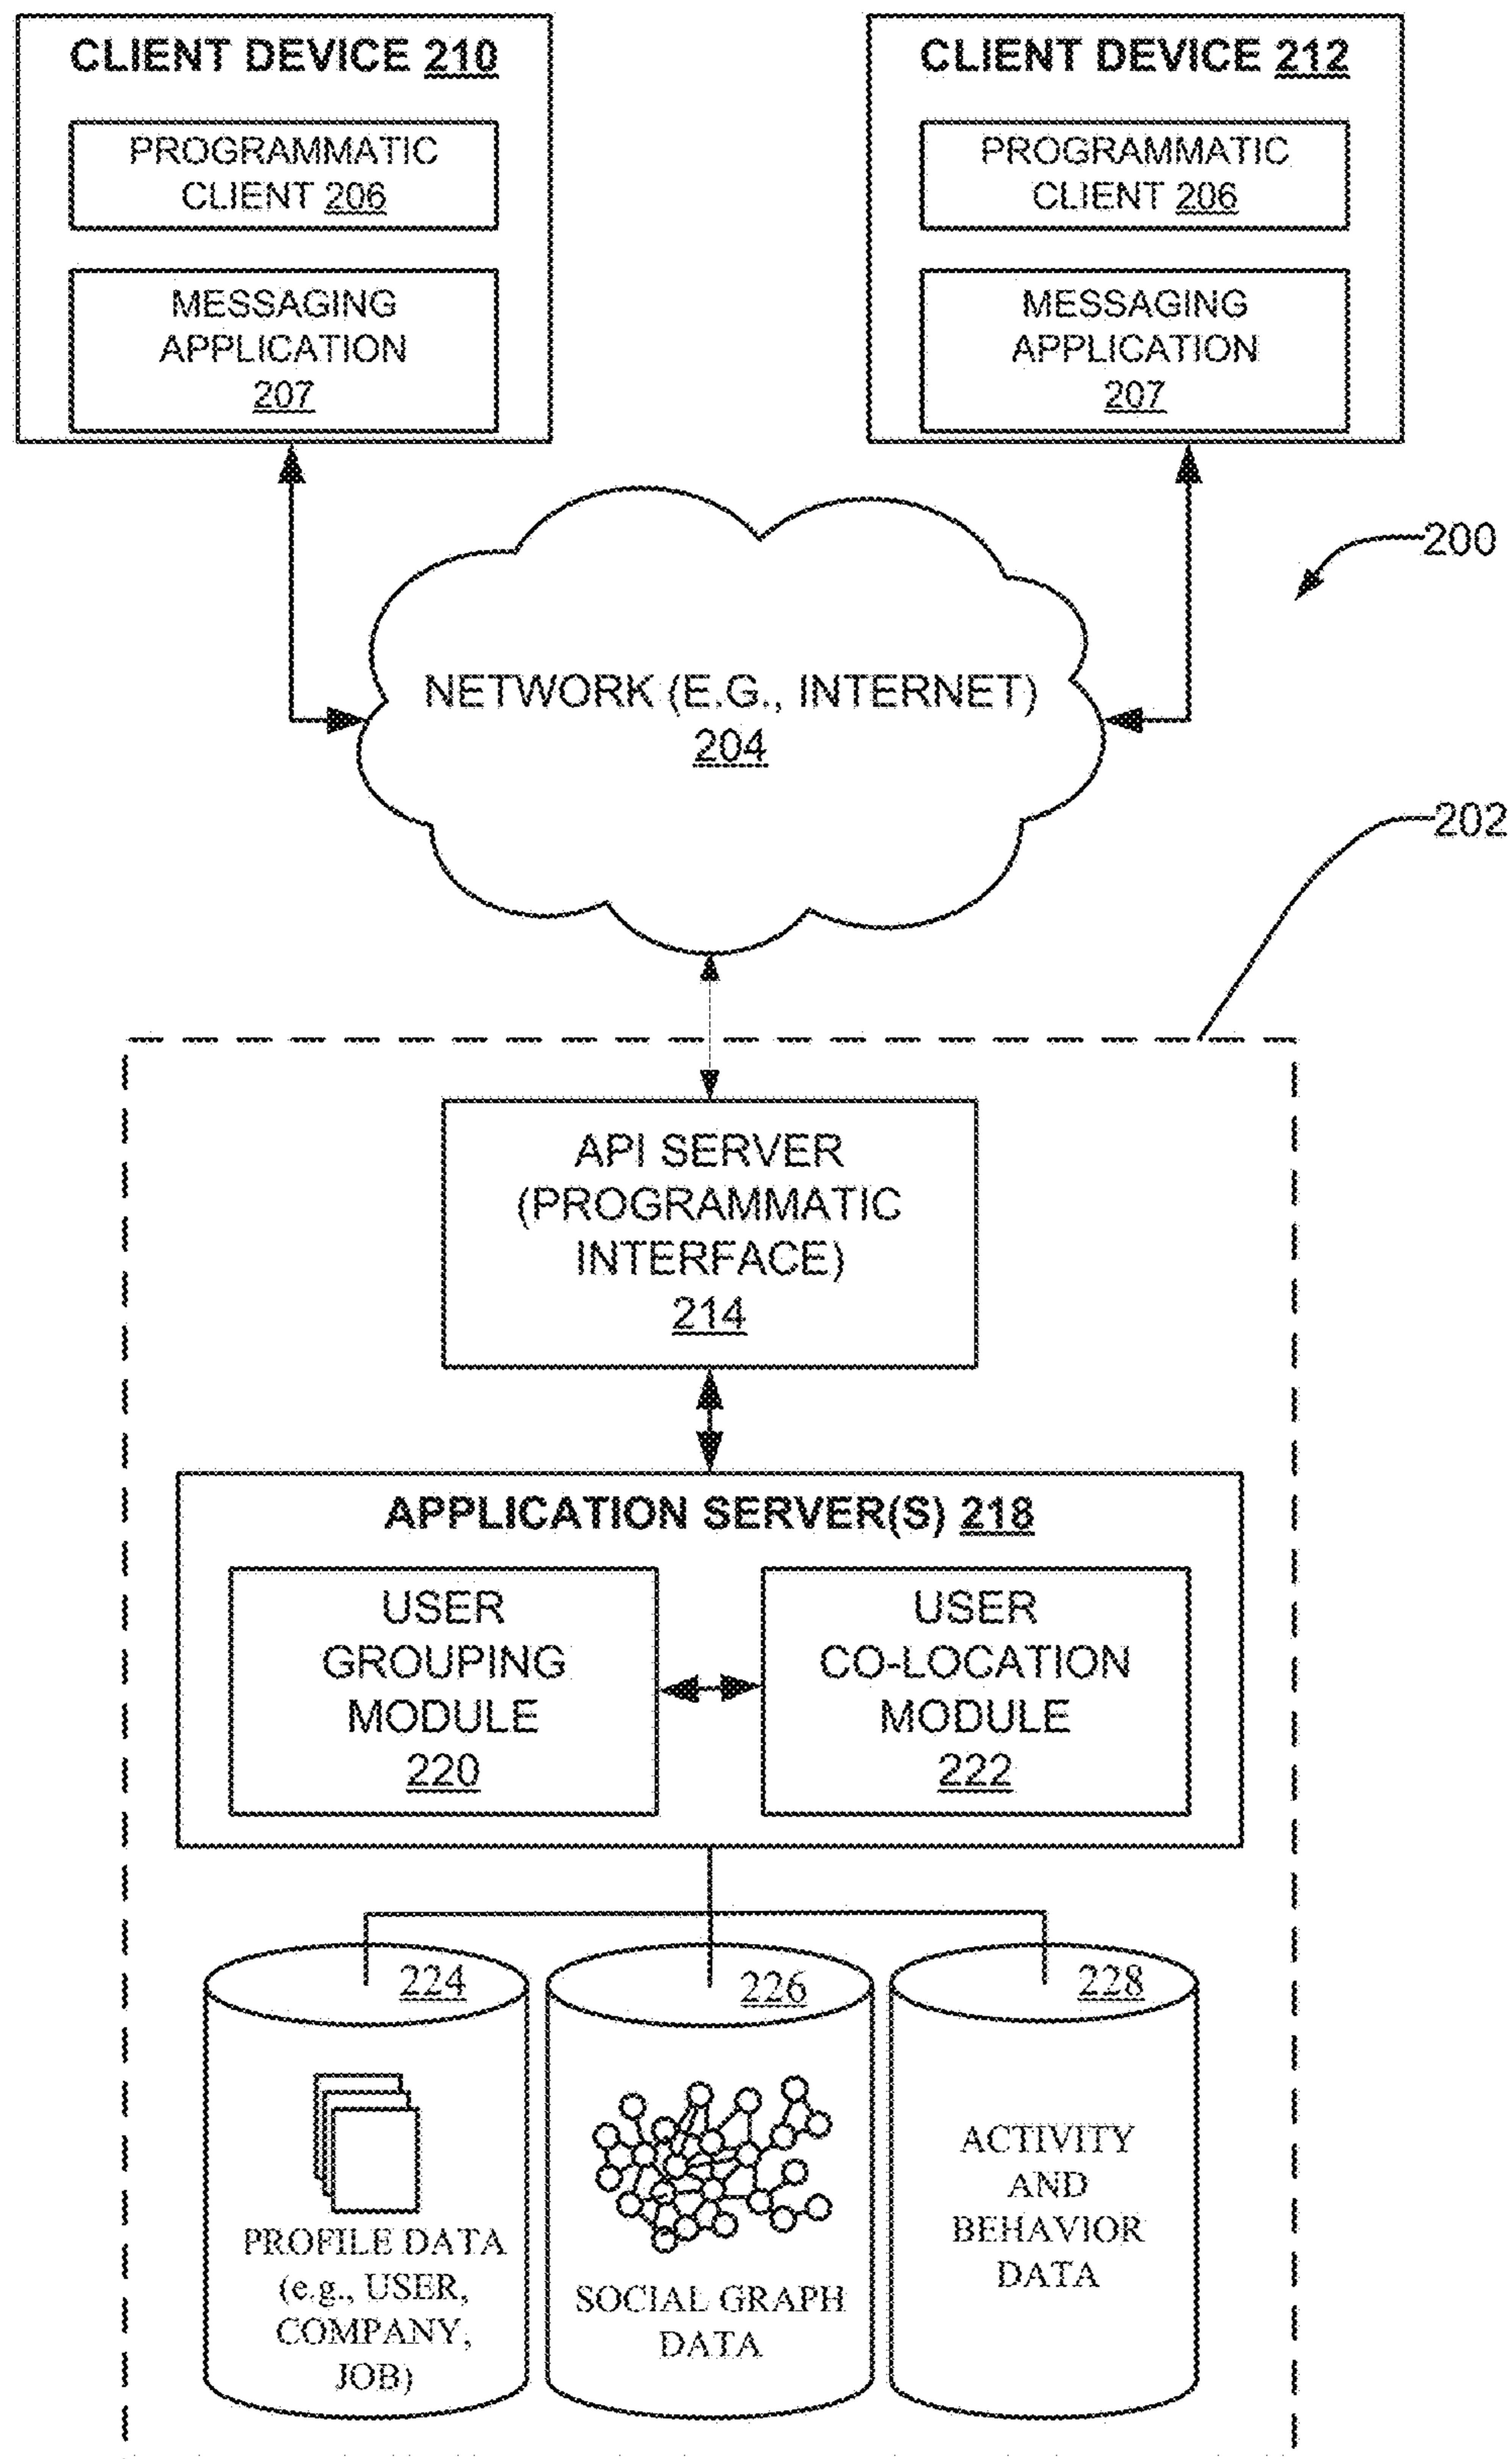 CLIENT DEVICE 210
PROGRAMMATIC
CLIENT 206
MESSAGING
APPLICATION
207
CLIENT DEVICE 212
PROGRAMMATIC
CLIENT 206
MESSAGING
APPLICATION
207
200
NETWORK (E.G., INTERNET)
204
202
API SERVER
(PROGRAMMATIC
INTERFACE)
214
APPLICATION SERVER(S) 218
USER
GROUPING
MODULE
220
USER
CO-LOCATION
MODULE
222
224
PROFILE DATA
(e.g., USER,
COMPANY,
JOB)
226
SOCIAL GRAPH
DATA
228
ACTIVITY
AND
BEHAVIOR
DATA